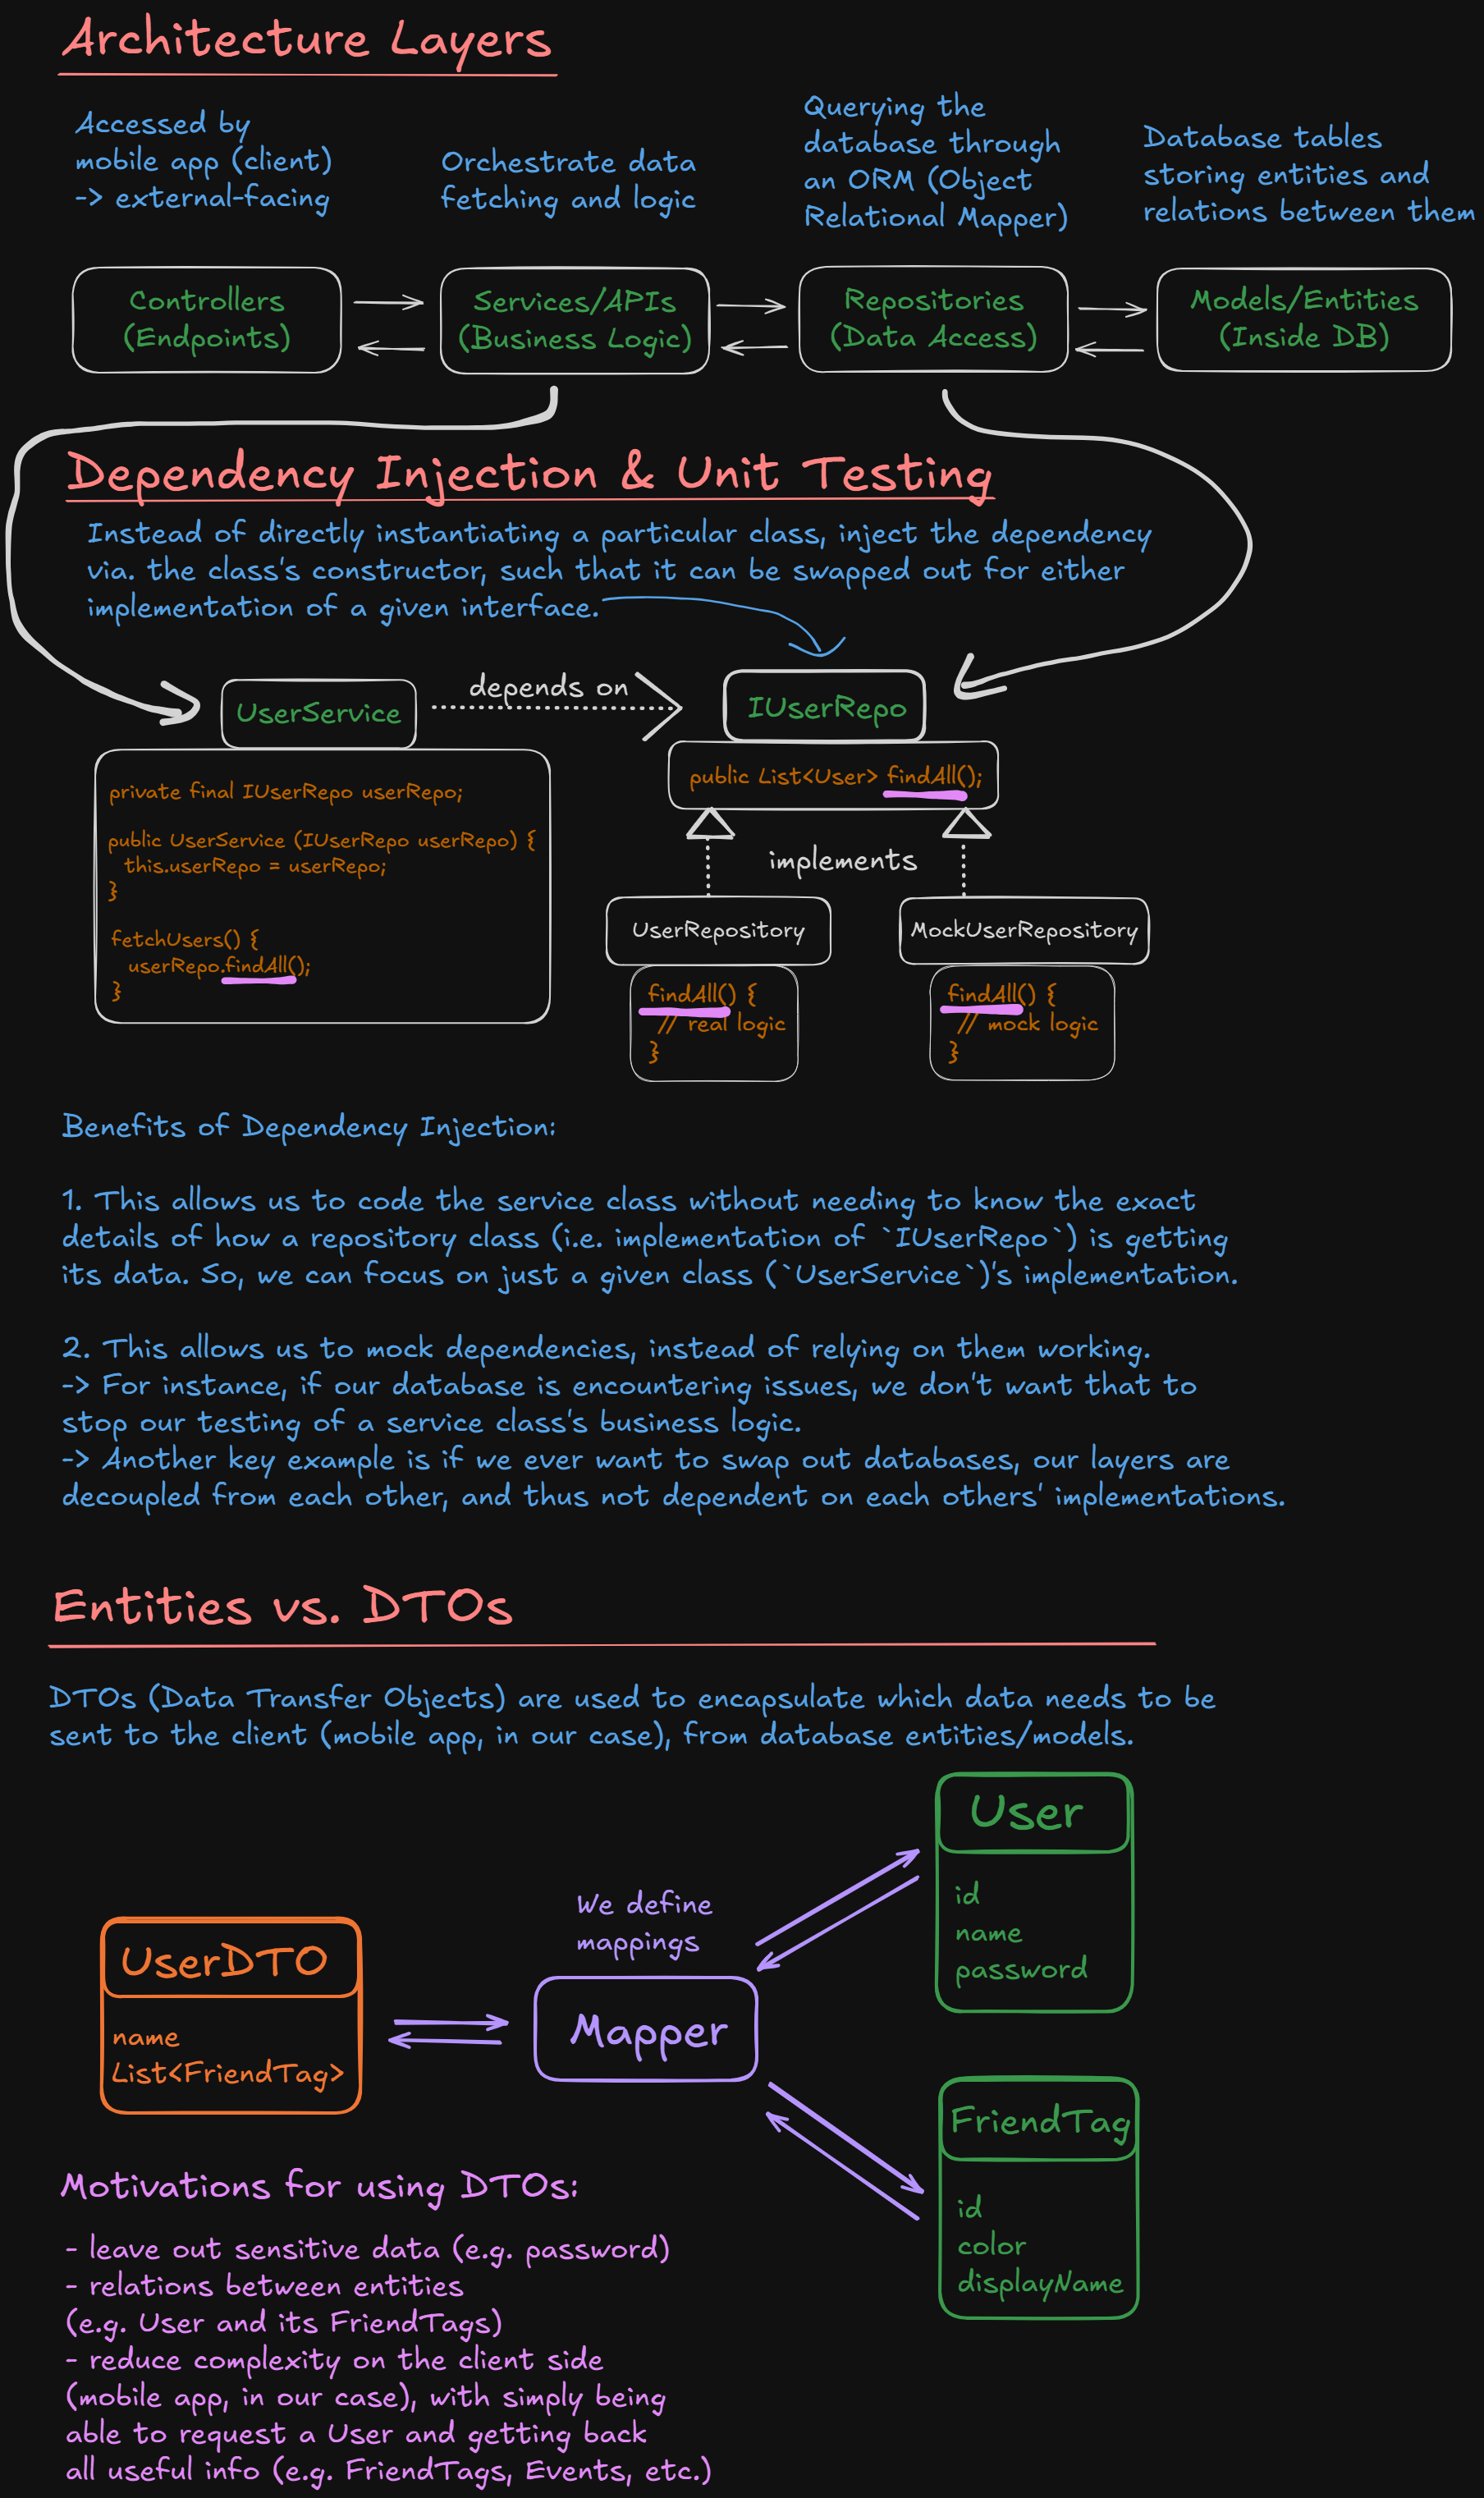 Architecture Layers
Accessed by
mobile app (client)
-> external-facing
Orchestrate data
fetching and logic
Querying the
database through
an ORM (Object
Relational Mapper)
Database tables
storing entities and
relations between them
Controllers
(Endpoints)
Services/APIs
(Business Logic)
Repositories
(Data Access)
Models/Entities
(Inside DB)
Dependency Injection & Unit Testing
Instead of directly instantiating a particular class, inject the dependency
via. the class's constructor, such that it can be swapped out for either
implementation of a given interface.
UserService
depends on
IUserRepo
private final IUserRepo userRepo;
public UserService (IUserRepo userRepo) {
this.userRepo = userRepo;
}
fetchUsers() {
userRepo.findAll();
}
public List<User> findAll();
implements
UserRepository
findAll() {
// real logic
}
MockUserRepository
findAll() {
// mock logic
}
Benefits of Dependency Injection:
1. This allows us to code the service class without needing to know the exact
details of how a repository class (i.e. implementation of `IUserRepo`) is getting
its data. So, we can focus on just a given class (`UserService`)'s implementation.
2. This allows us to mock dependencies, instead of relying on them working.
-> For instance, if our database is encountering issues, we don't want that to
stop our testing of a service class's business logic.
-> Another key example is if we ever want to swap out databases, our layers are
decoupled from each other, and thus not dependent on each others' implementations.
Entities vs. DTOs
DTOs (Data Transfer Objects) are used to encapsulate which data needs to be
sent to the client (mobile app, in our case), from database entities/models.
UserDTO
name
List<FriendTag>
We define
mappings
Mapper
User
id
name
password
FriendTag
id
color
displayName
Motivations for using DTOs:
- leave out sensitive data (e.g. password)
- relations between entities
(e.g. User and its FriendTags)
- reduce complexity on the client side
(mobile app, in our case), with simply being
able to request a User and getting back
all useful info (e.g. FriendTags, Events, etc.)